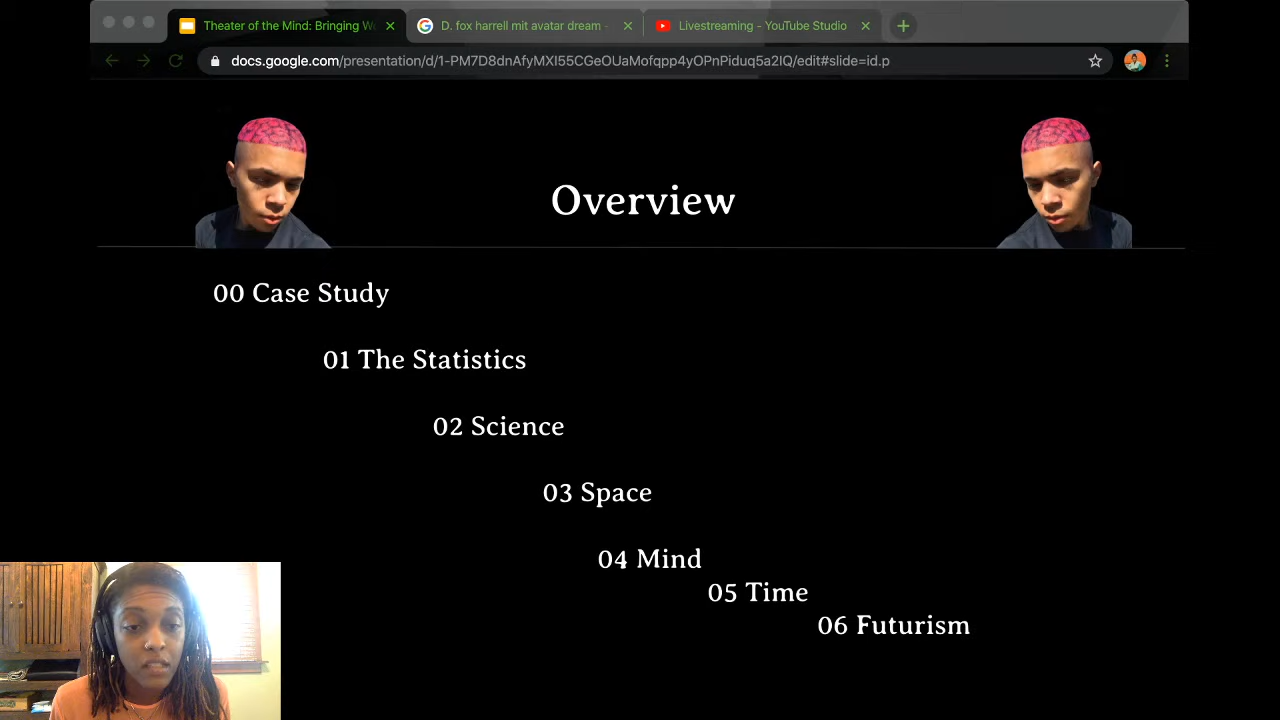 Theater of the Mind: Bringing W
D. fox harrell mit avatar dream -
Livestreaming - YouTube Studio
docs.google.com/presentation/d/1-PM7D8dnAfyMXI55CGeOUaMofqpp4yOPnPiduq5a2IQ/edit#slide=id.p
Overview
00 Case Study
01 The Statistics
02 Science
03 Space
04 Mind
05 Time
06 Futurism